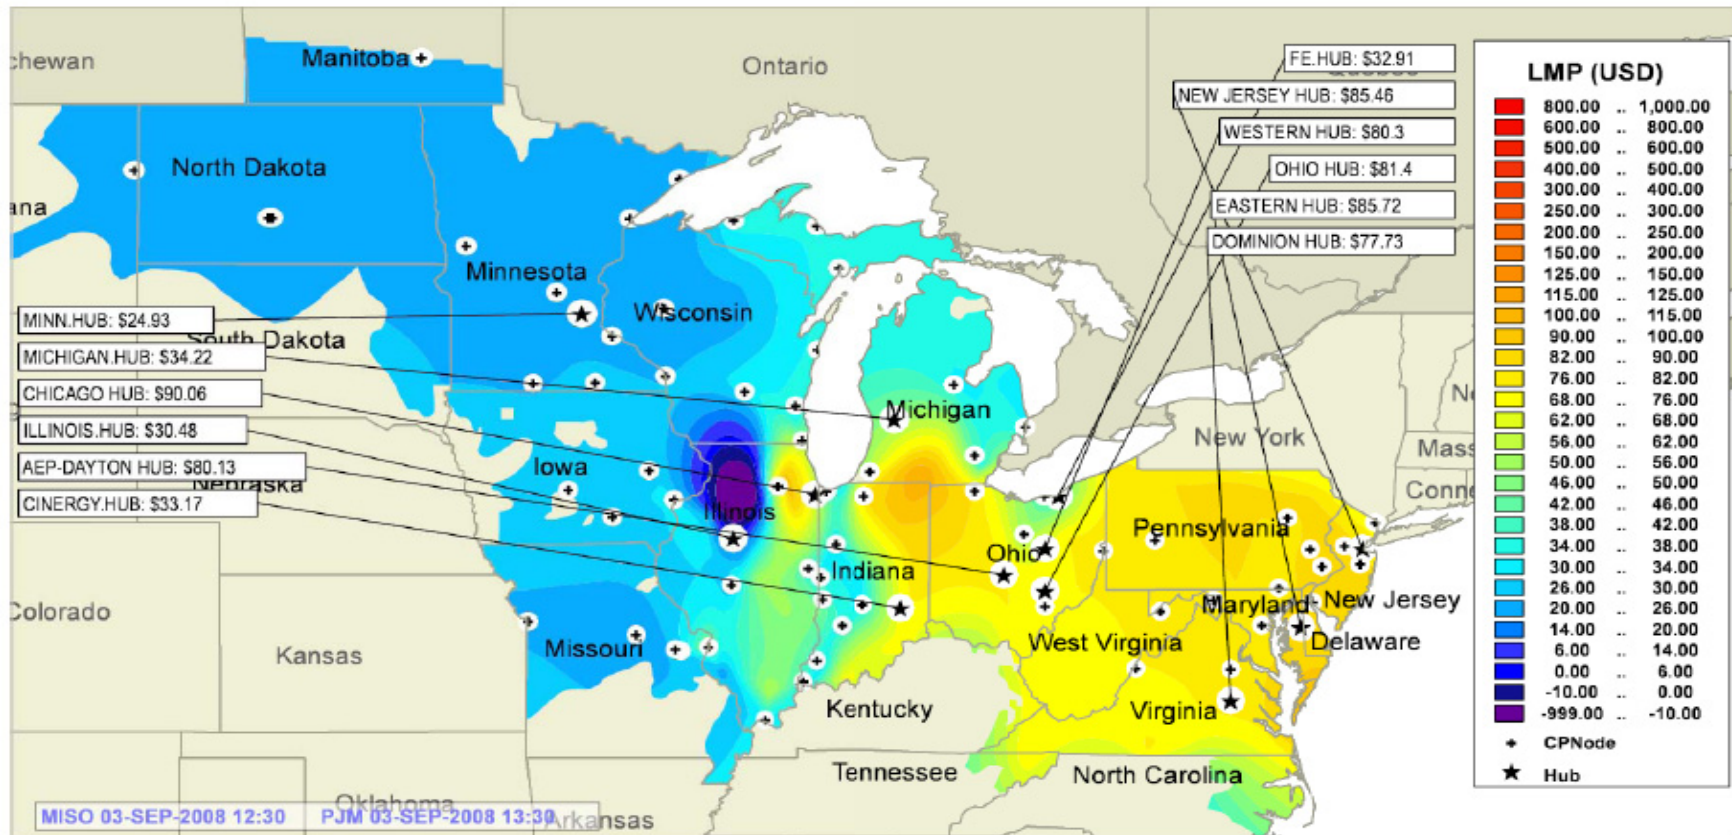 chewan
Manitoba
Ontario
ana
North Dakota
Minnesota
Wisconsin
MINN.HUB: $24.93
South Dakota
MICHIGAN.HUB: $34.22
CHICAGO HUB: $90.06
ILLINOIS.HUB: $30.48
AEP-DAYTON HUB: $80.13
Nebraska
CINERGY.HUB: $33.17
Iowa
Illinois
Michigan
Indiana
Ohio
Colorado
Kansas
Missouri
Kentucky
Tennessee
Oklahoma
Arkansas
MISO 03-SEP-2008 12:30 PJM 03-SEP-2008 13:30
FE.HUB: $32.91
NEW JERSEY HUB: $85.46
WESTERN HUB: $80.3
OHIO HUB: $81.4
EASTERN HUB: $85.72
DOMINION HUB: $77.73
New York
Mass
Conne
Ne
Pennsylvania
Maryland
New Jersey
Delaware
West Virginia
Virginia
North Carolina
LMP (USD)
800.00 .. 1,000.00
600.00 .. 800.00
500.00 .. 600.00
400.00 .. 500.00
300.00 .. 400.00
250.00 .. 300.00
200.00 .. 250.00
150.00 .. 200.00
125.00 .. 150.00
115.00 .. 125.00
100.00 .. 115.00
90.00 .. 100.00
82.00 .. 90.00
76.00 .. 82.00
68.00 .. 76.00
62.00 .. 68.00
56.00 .. 62.00
50.00 .. 56.00
46.00 .. 50.00
42.00 .. 46.00
38.00 .. 42.00
34.00 .. 38.00
30.00 .. 34.00
26.00 .. 30.00
20.00 .. 26.00
14.00 .. 20.00
6.00 .. 14.00
0.00 .. 6.00
-10.00 .. 0.00
-999.00 .. -10.00
CPNode
Hub